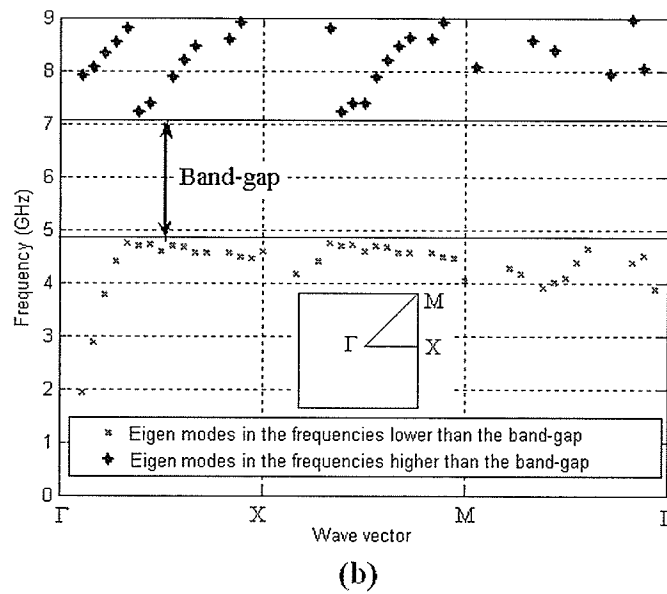 9
8
7
6
5
4
3
2
1
0
Frequency (GHz)
Band-gap
M
Γ
X
Eigen modes in the frequencies lower than the band-gap
Eigen modes in the frequencies higher than the band-gap
Γ X M Γ
Wave vector
(b)